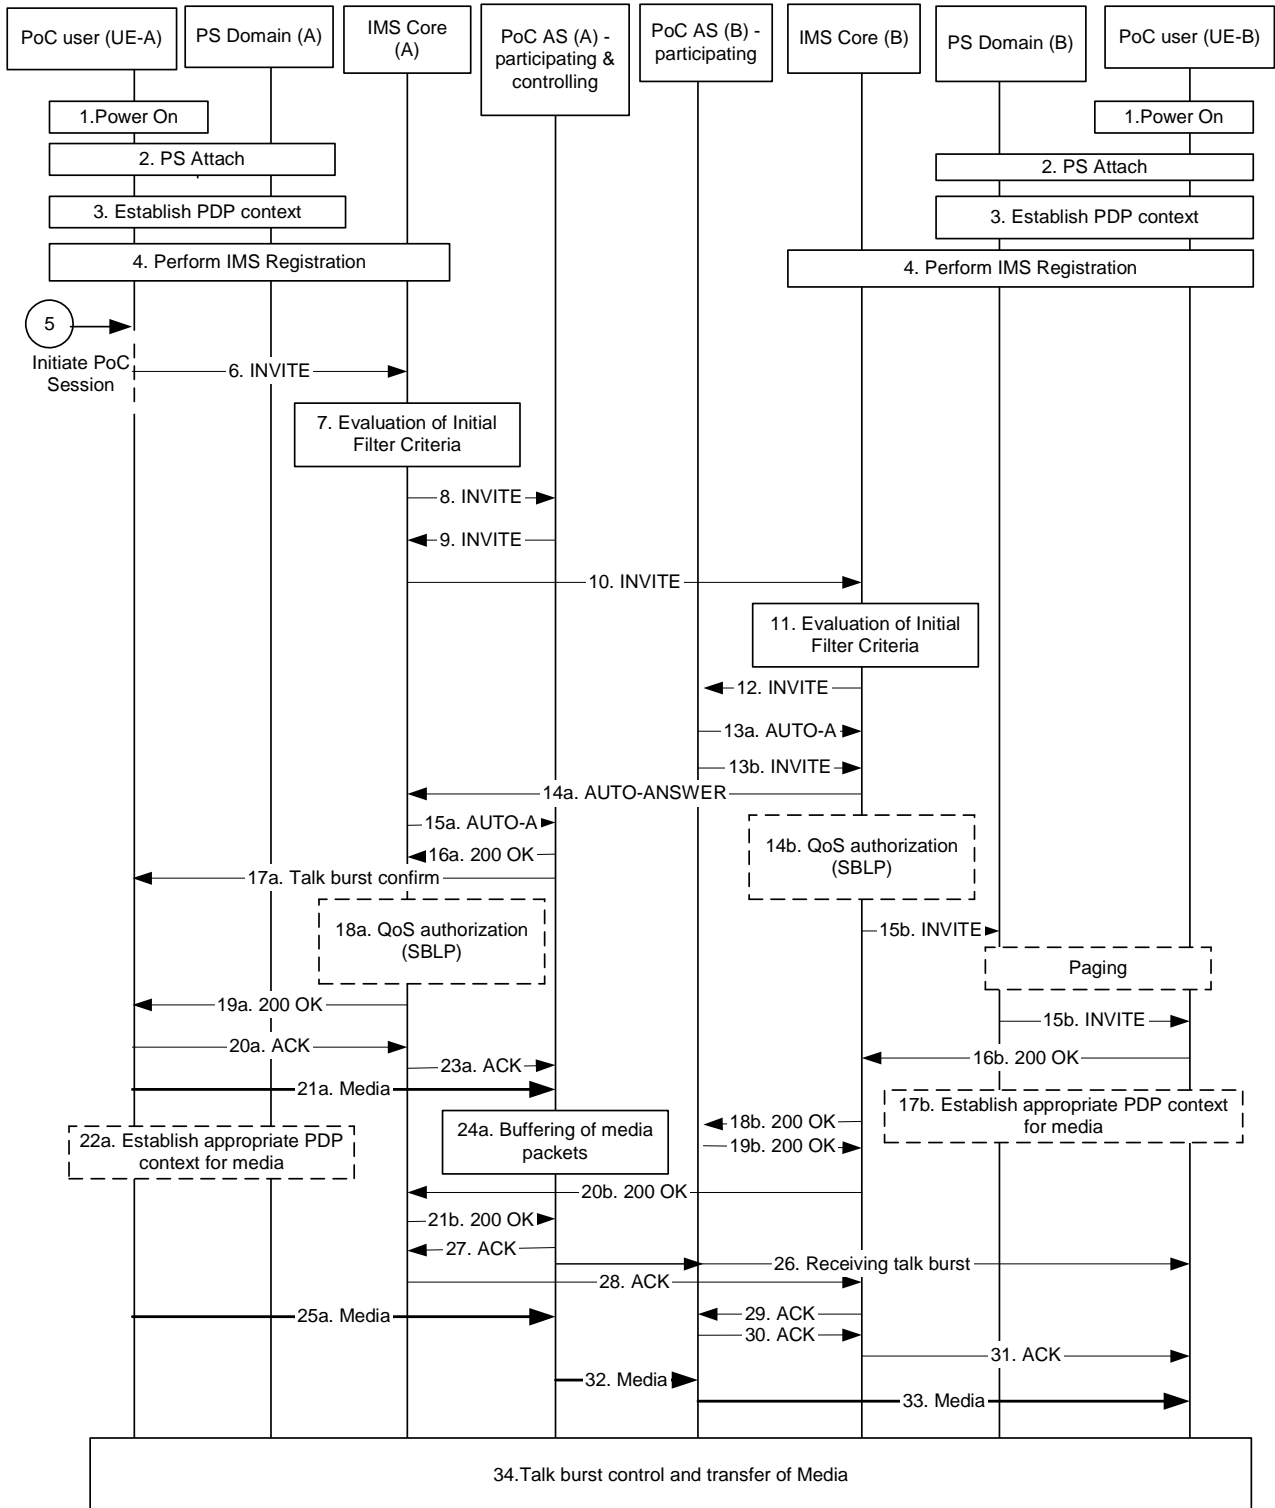 PoC user (UE-A)
PS Domain (A)
IMS Core
(A)
PoC AS (A) -
participating &
controlling
PoC AS (B) -
participating
IMS Core (B)
PS Domain (B)
PoC user (UE-B)
1.Power On
1.Power On
2. PS Attach
2. PS Attach
3. Establish PDP context
3. Establish PDP context
4. Perform IMS Registration
4. Perform IMS Registration
5
Initiate PoC
Session
6. INVITE
7. Evaluation of Initial
Filter Criteria
8. INVITE
9. INVITE
10. INVITE
11. Evaluation of Initial
Filter Criteria
12. INVITE
13a. AUTO-A
13b. INVITE
14a. AUTO-ANSWER
15a. AUTO-A
14b. QoS authorization
(SBLP)
16a. 200 OK
17a. Talk burst confirm
18a. QoS authorization
(SBLP)
15b. INVITE
Paging
19a. 200 OK
15b. INVITE
20a. ACK
16b. 200 OK
23a. ACK
21a. Media
17b. Establish appropriate PDP context
for media
18b. 200 OK
22a. Establish appropriate PDP
context for media
24a. Buffering of media
packets
19b. 200 OK
20b. 200 OK
21b. 200 OK
27. ACK
26. Receiving talk burst
28. ACK
25a. Media
29. ACK
30. ACK
31. ACK
32. Media
33. Media
34.Talk burst control and transfer of Media